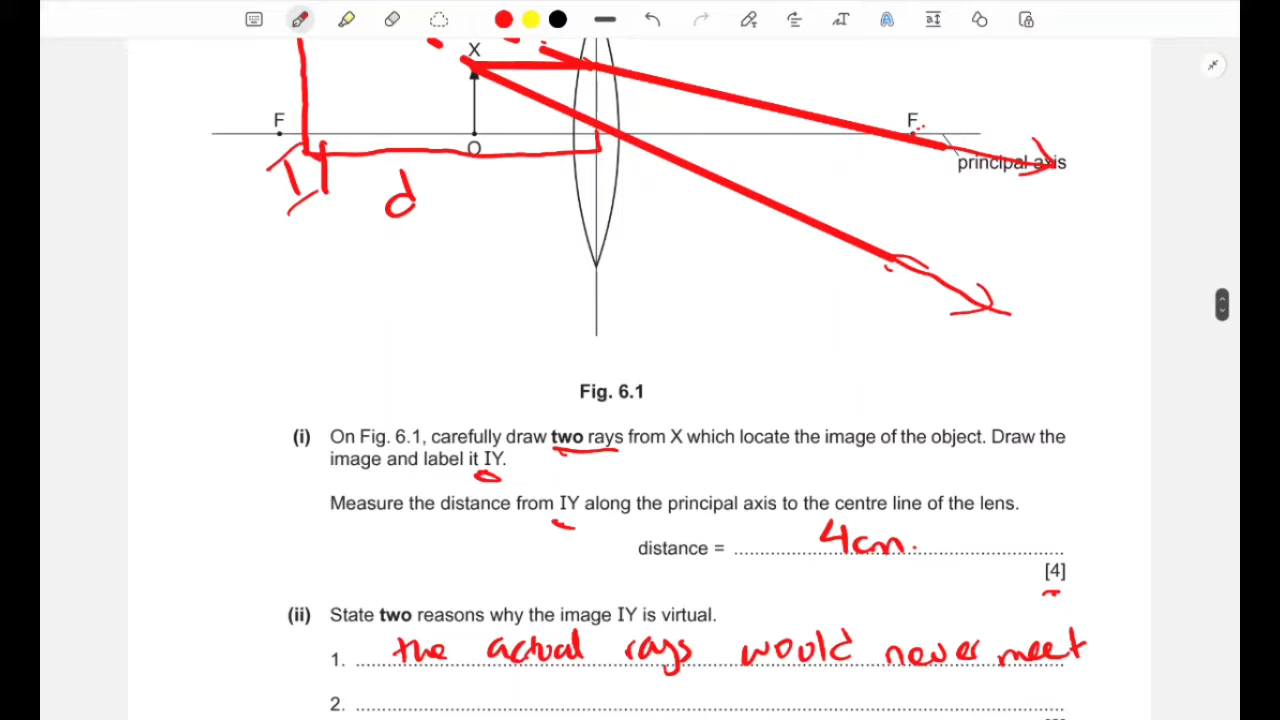 X
F
F
O
principal axis
IY
d
Fig. 6.1
(i) On Fig. 6.1, carefully draw two rays from X which locate the image of the object. Draw the
image and label it IY.
Measure the distance from IY along the principal axis to the centre line of the lens.
distance = ........ 4cm. ........
[4]
(ii) State two reasons why the image IY is virtual.
1. the actual rays would never meet
2. ........